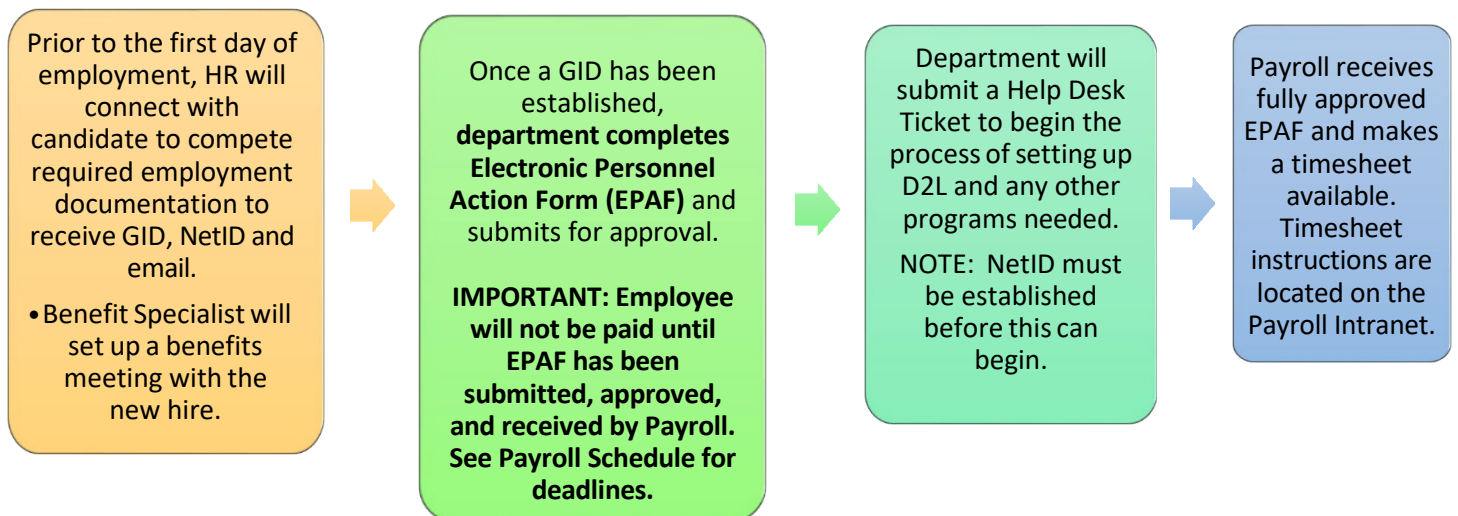 Prior to the first day of
employment, HR will
connect with
candidate to compete
required employment
documentation to
receive GID, NetID and
email.
•Benefit Specialist will
set up a benefits
meeting with the
new hire.
Once a GID has been
established,
department completes
Electronic Personnel
Action Form (EPAF) and
submits for approval.
IMPORTANT: Employee
will not be paid until
EPAF has been
submitted, approved,
and received by Payroll.
See Payroll Schedule for
deadlines.
Department will
submit a Help Desk
Ticket to begin the
process of setting up
D2L and any other
programs needed.
NOTE: NetID must
be established
before this can
begin.
Payroll receives
fully approved
EPAF and makes
a timesheet
available.
Timesheet
instructions are
located on the
Payroll Intranet.